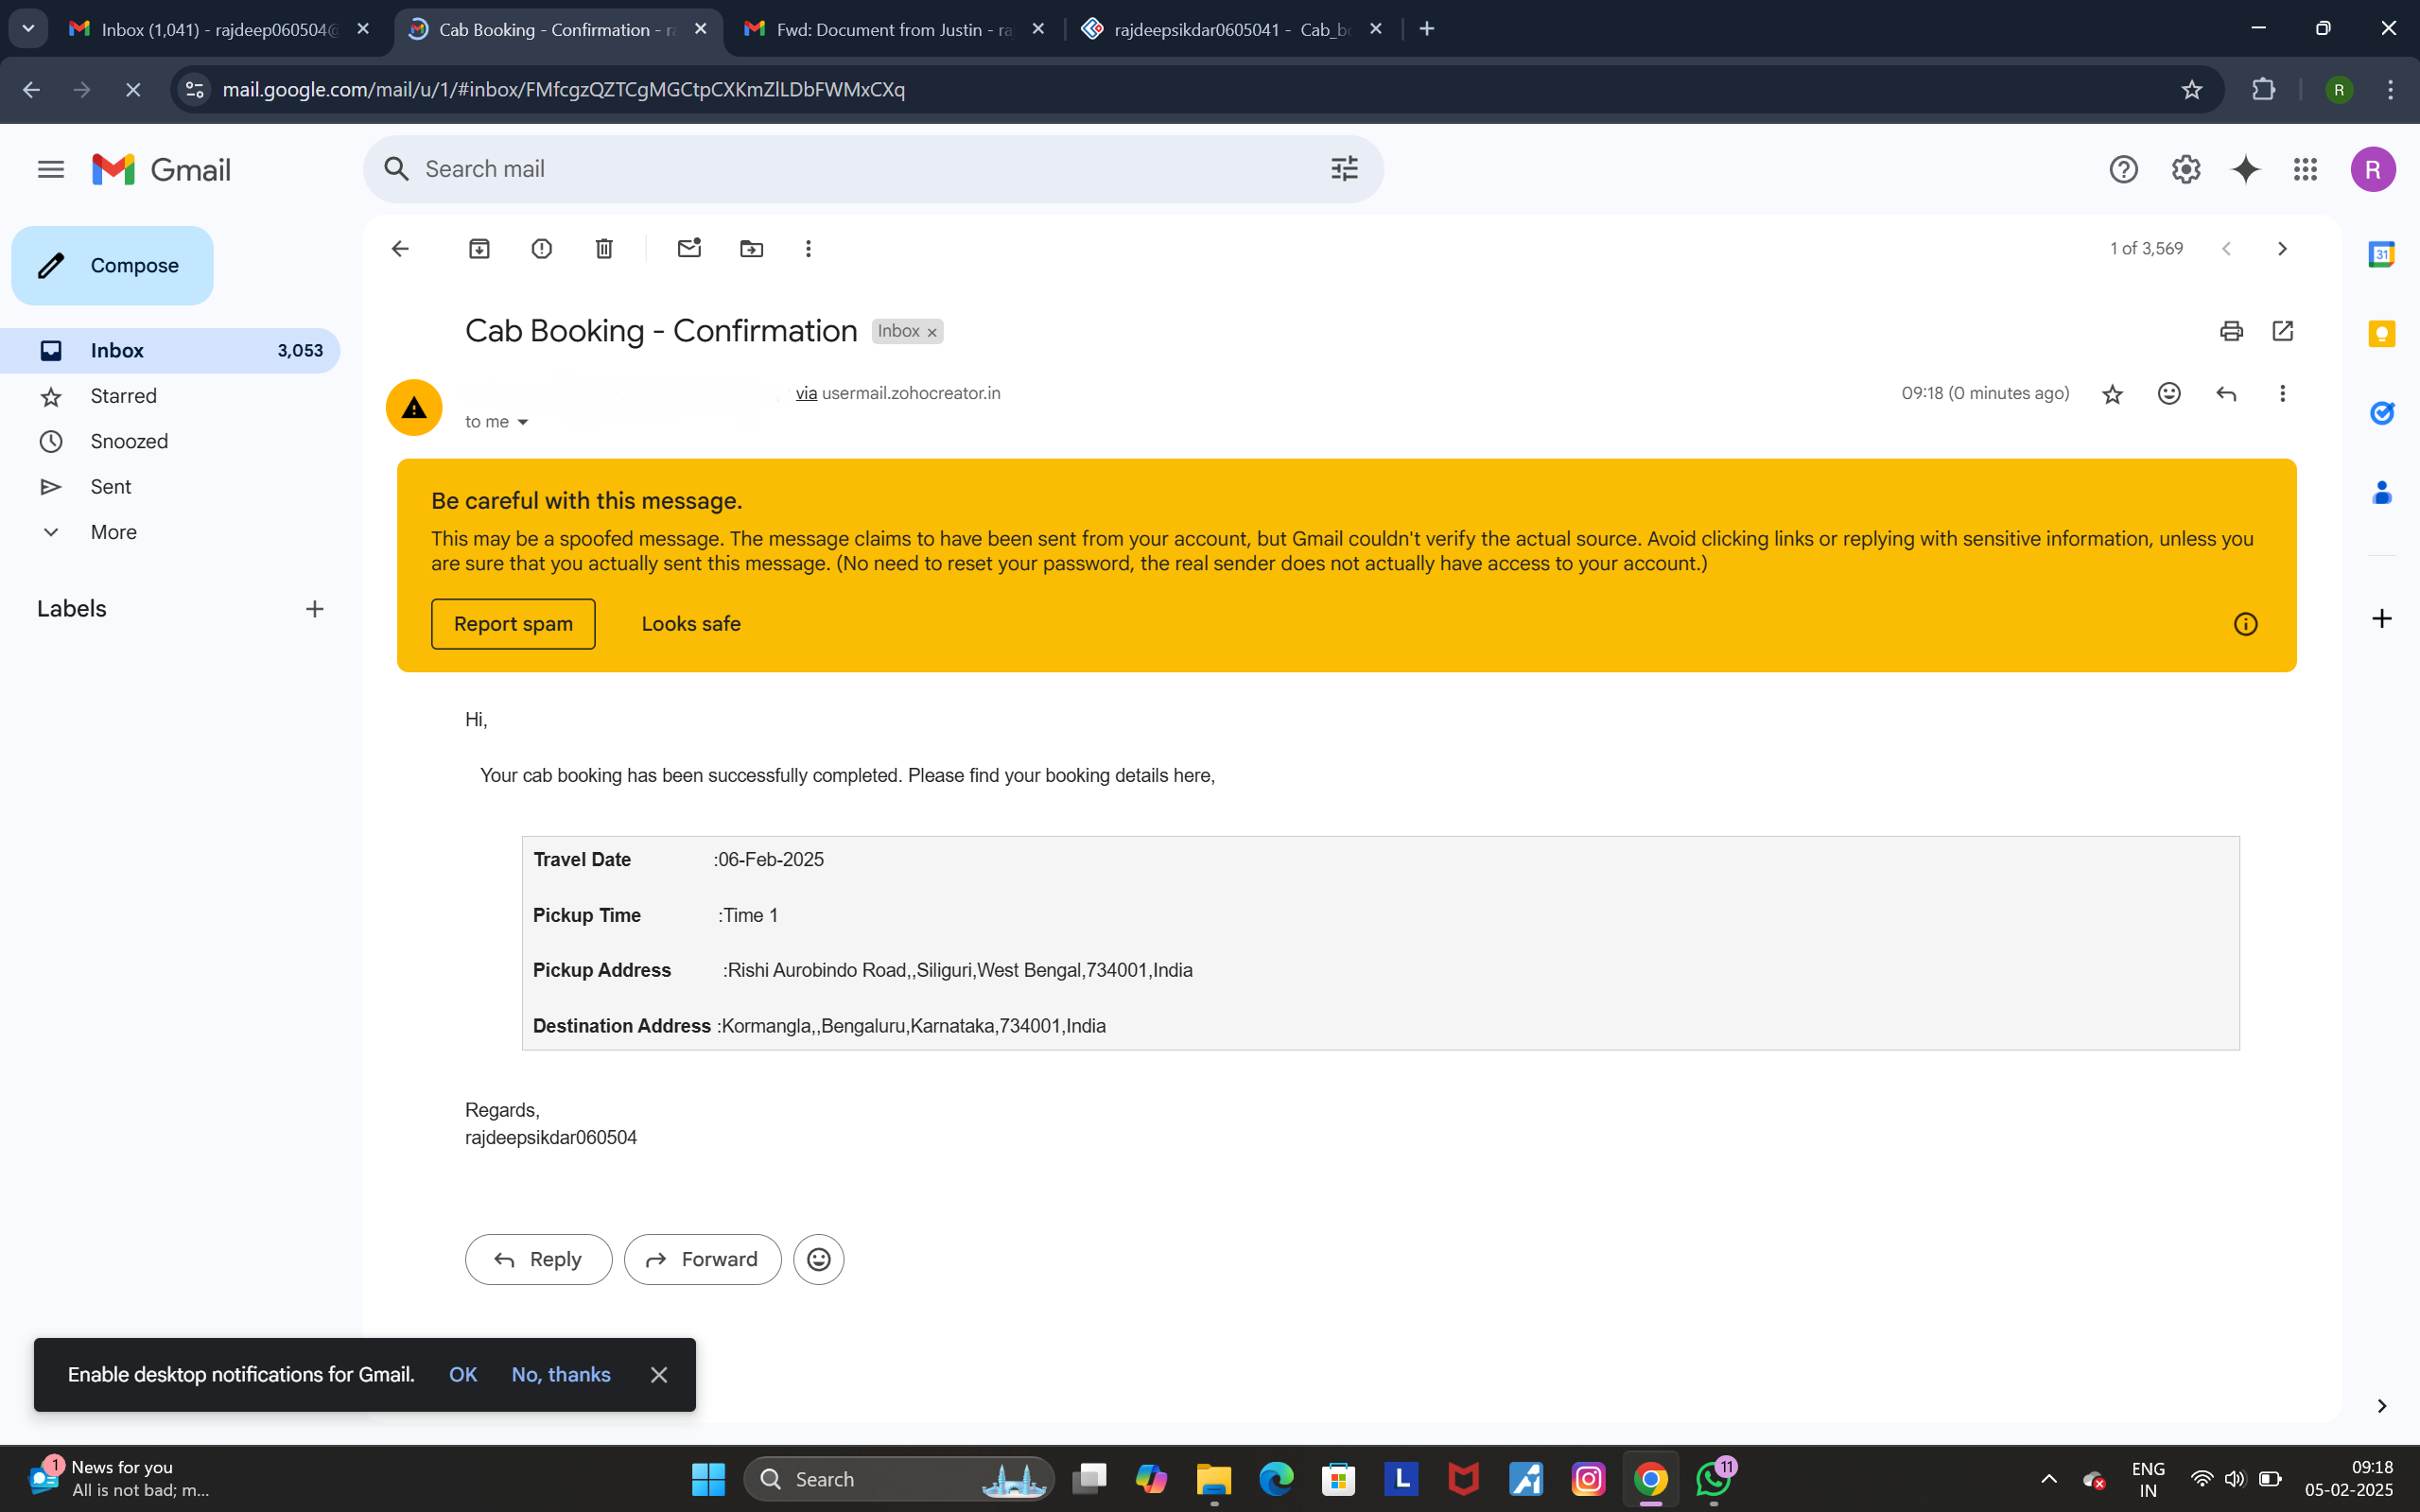 Inbox (1,041) - rajdeep060504@
Cab Booking - Confirmation - r
Fwd: Document from Justin - ra
rajdeepsikdar0605041 - Cab_b
mail.google.com/mail/u/1/#inbox/FMfcgzQZTCgMGCtpCXKmZlLDbFWMxCXq
R
Gmail
Search mail
R
Compose
1 of 3,569
31
Cab Booking - Confirmation Inbox x
Inbox 3,053
Starred
Snoozed
Sent
More
Labels
via usermail.zohocreator.in
09:18 (0 minutes ago)
to me
Be careful with this message.
This may be a spoofed message. The message claims to have been sent from your account, but Gmail couldn't verify the actual source. Avoid clicking links or replying with sensitive information, unless you
are sure that you actually sent this message. (No need to reset your password, the real sender does not actually have access to your account.)
Report spam
Looks safe
Hi,
Your cab booking has been successfully completed. Please find your booking details here,
Travel Date :06-Feb-2025
Pickup Time :Time 1
Pickup Address :Rishi Aurobindo Road,,Siliguri,West Bengal,734001,India
Destination Address :Kormangla,,Bengaluru,Karnataka,734001,India
Regards,
rajdeepsikdar060504
Reply
Forward
Enable desktop notifications for Gmail. OK No, thanks
1
News for you
All is not bad; m...
Search
L
11
ENG
IN
09:18
05-02-2025